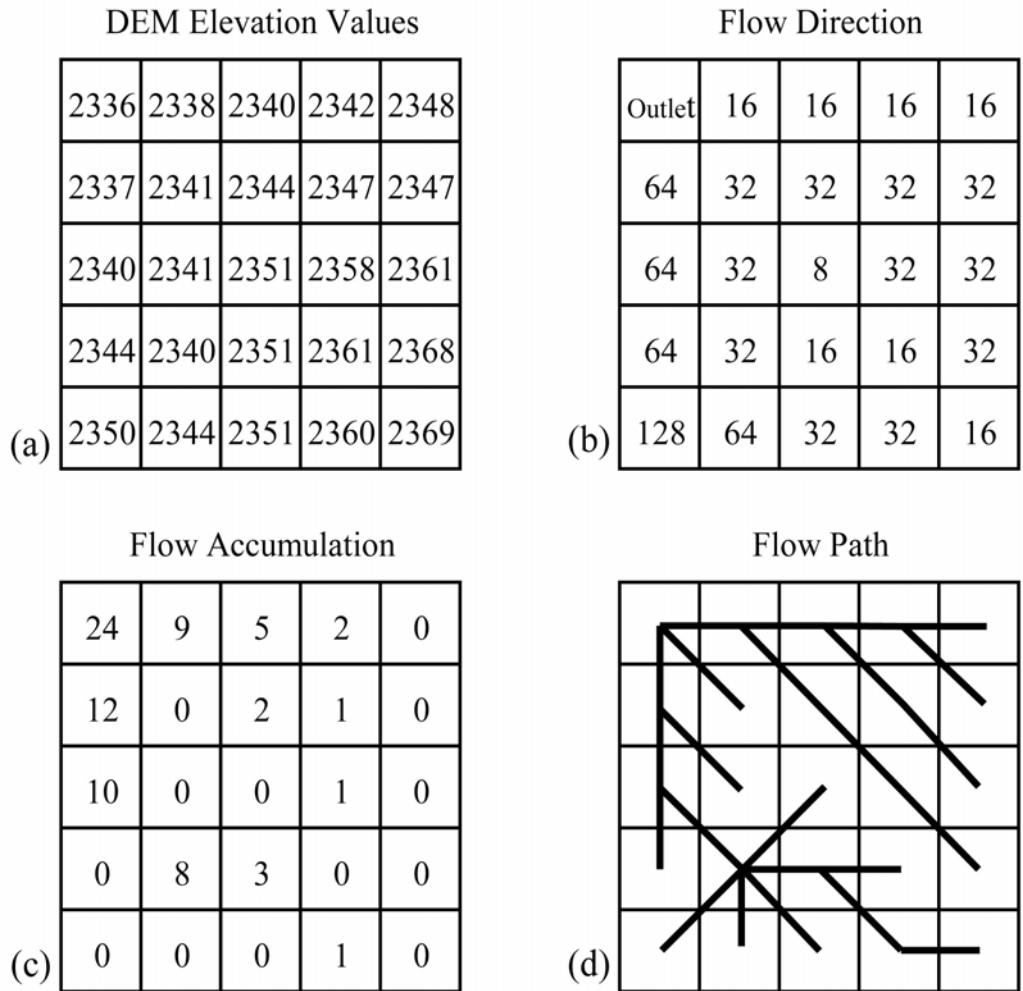 DEM Elevation Values
2336 2338 2340 2342 2348
2337 2341 2344 2347 2347
2340 2341 2351 2358 2361
2344 2340 2351 2361 2368
(a) 2350 2344 2351 2360 2369
Flow Direction
Outlet 16 16 16 16
64 32 32 32 32
64 32 8 32 32
64 32 16 16 32
(b) 128 64 32 32 16
Flow Accumulation
24 9 5 2 0
12 0 2 1 0
10 0 0 1 0
0 8 3 0 0
(c) 0 0 0 1 0
Flow Path
(d)